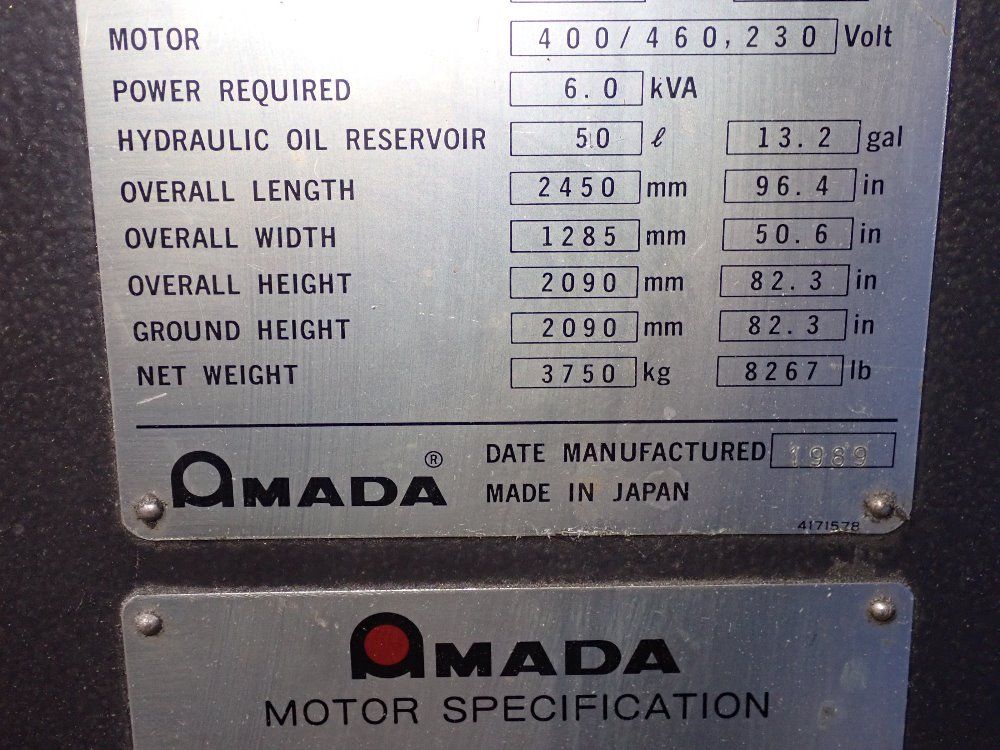 MOTOR 400/460,230 Volt
POWER REQUIRED 6.0 kVA
HYDRAULIC OIL RESERVOIR 50 ℓ 13.2 gal
OVERALL LENGTH 2450 mm 96.4 in
OVERALL WIDTH 1285 mm 50.6 in
OVERALL HEIGHT 2090 mm 82.3 in
GROUND HEIGHT 2090 mm 82.3 in
NET WEIGHT 3750 kg 8267 lb
AMADA ® DATE MANUFACTURED 1989
MADE IN JAPAN
4171578
AMADA
MOTOR SPECIFICATION